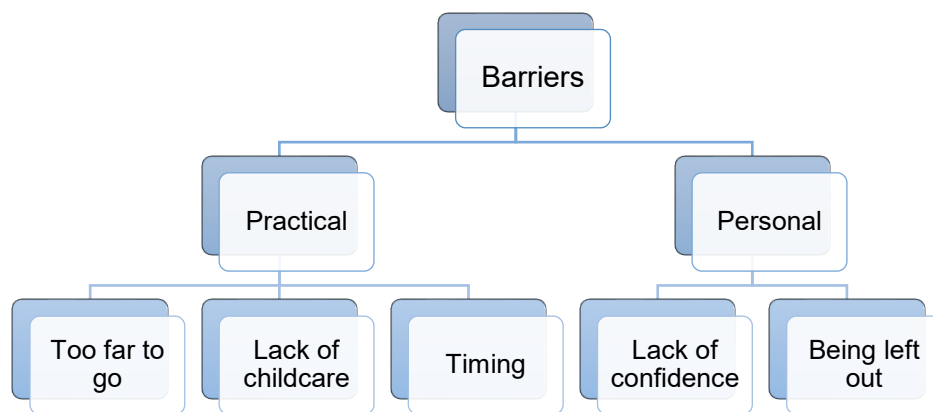 Barriers
Practical
Personal
Too far to
go
Lack of
childcare
Timing
Lack of
confidence
Being left
out